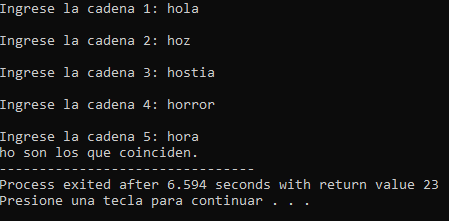 Ingrese la cadena 1: hola
Ingrese la cadena 2: hoz
Ingrese la cadena 3: hostia
Ingrese la cadena 4: horror
Ingrese la cadena 5: hora
ho son los que coinciden.
--------------------------------
Process exited after 6.594 seconds with return value 23
Presione una tecla para continuar . . .